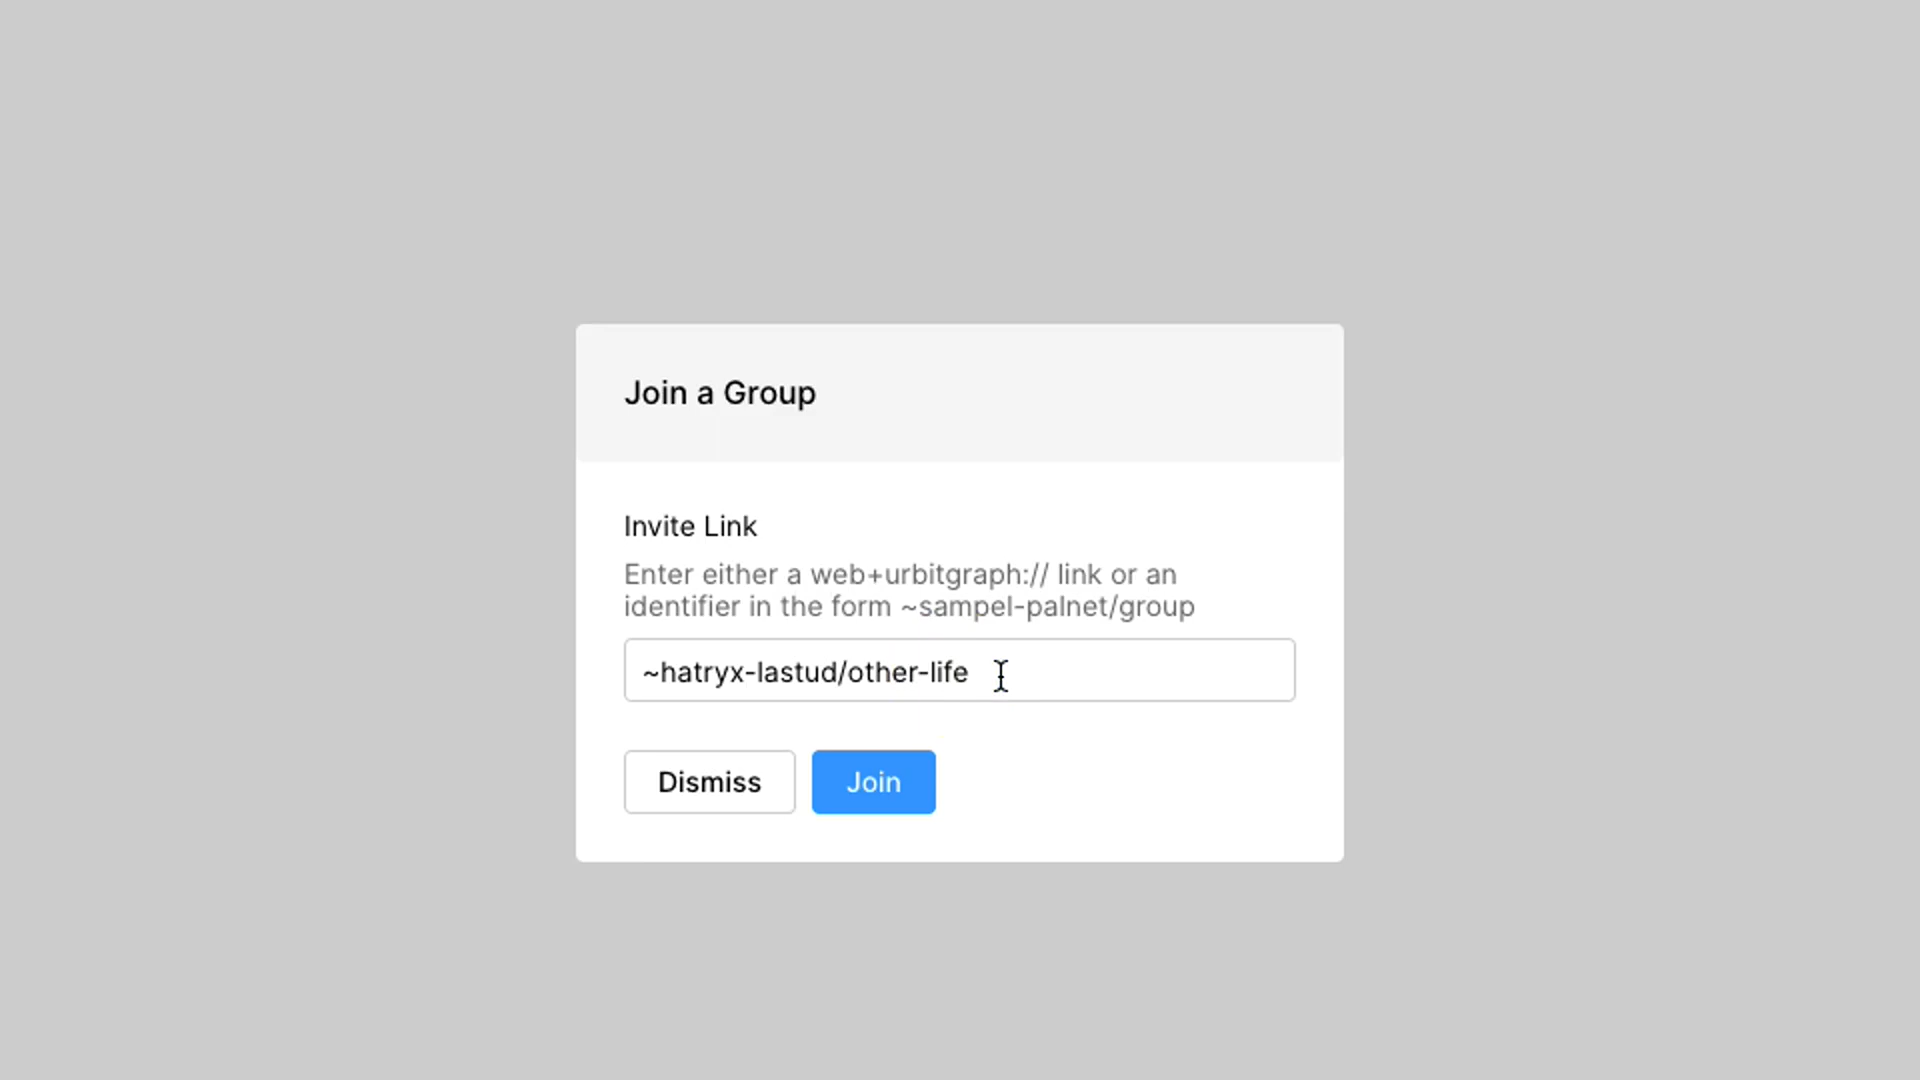 Join a Group
Invite Link
Enter either a web+urbitgraph:// link or an
identifier in the form ~sampel-palnet/group
~hatryx-lastud/other-life
Dismiss
Join